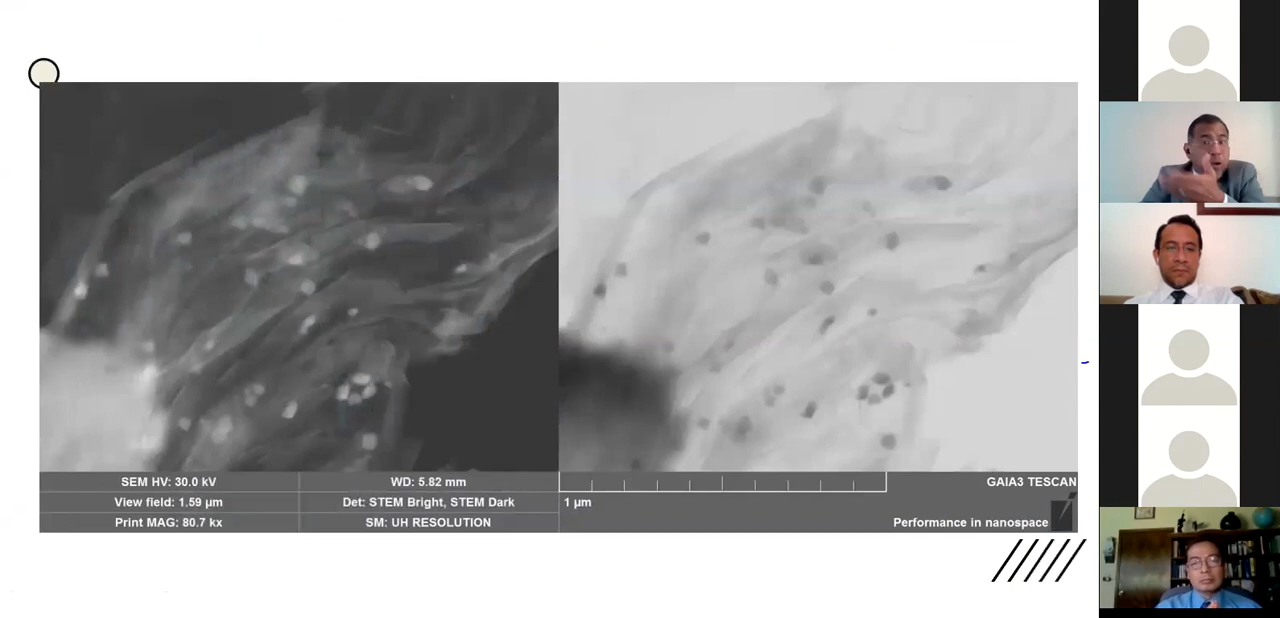 SEM HV: 30.0 kV
WD: 5.82 mm
GAIA3 TESCAN
View field: 1.59 µm
Det: STEM Bright, STEM Dark
1 µm
Print MAG: 80.7 kx
SM: UH RESOLUTION
Performance in nanospace